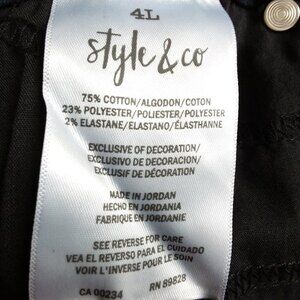 4L
style & co
75% COTTON/ALGODON/COTON
23% POLYESTER/POLIESTER/POLYESTER
2% ELASTANE/ELASTANO/ÉLASTHANNE
EXCLUSIVE OF DECORATION/
EXCLUSIVO DE DECORACION/
EXCLUSIF DE DÉCORATION
MADE IN JORDAN
HECHO EN JORDANIA
FABRIQUE EN JORDANIE
SEE REVERSE FOR CARE
VEA EL REVERSO PARA EL CUIDADO
VOIR L'INVERSE POUR LE SOIN
CA 00234 RN 89828